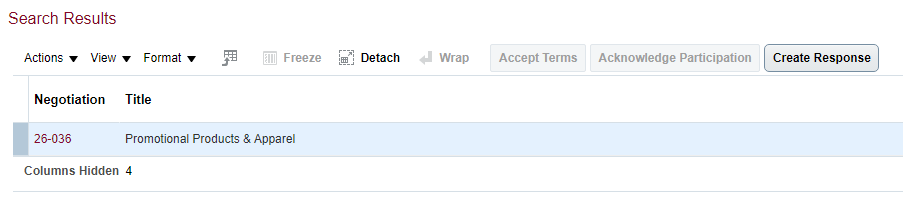 Search Results
Actions View Format Freeze Detach Wrap Accept Terms Acknowledge Participation Create Response
Negotiation Title
26-036 Promotional Products & Apparel
Columns Hidden 4